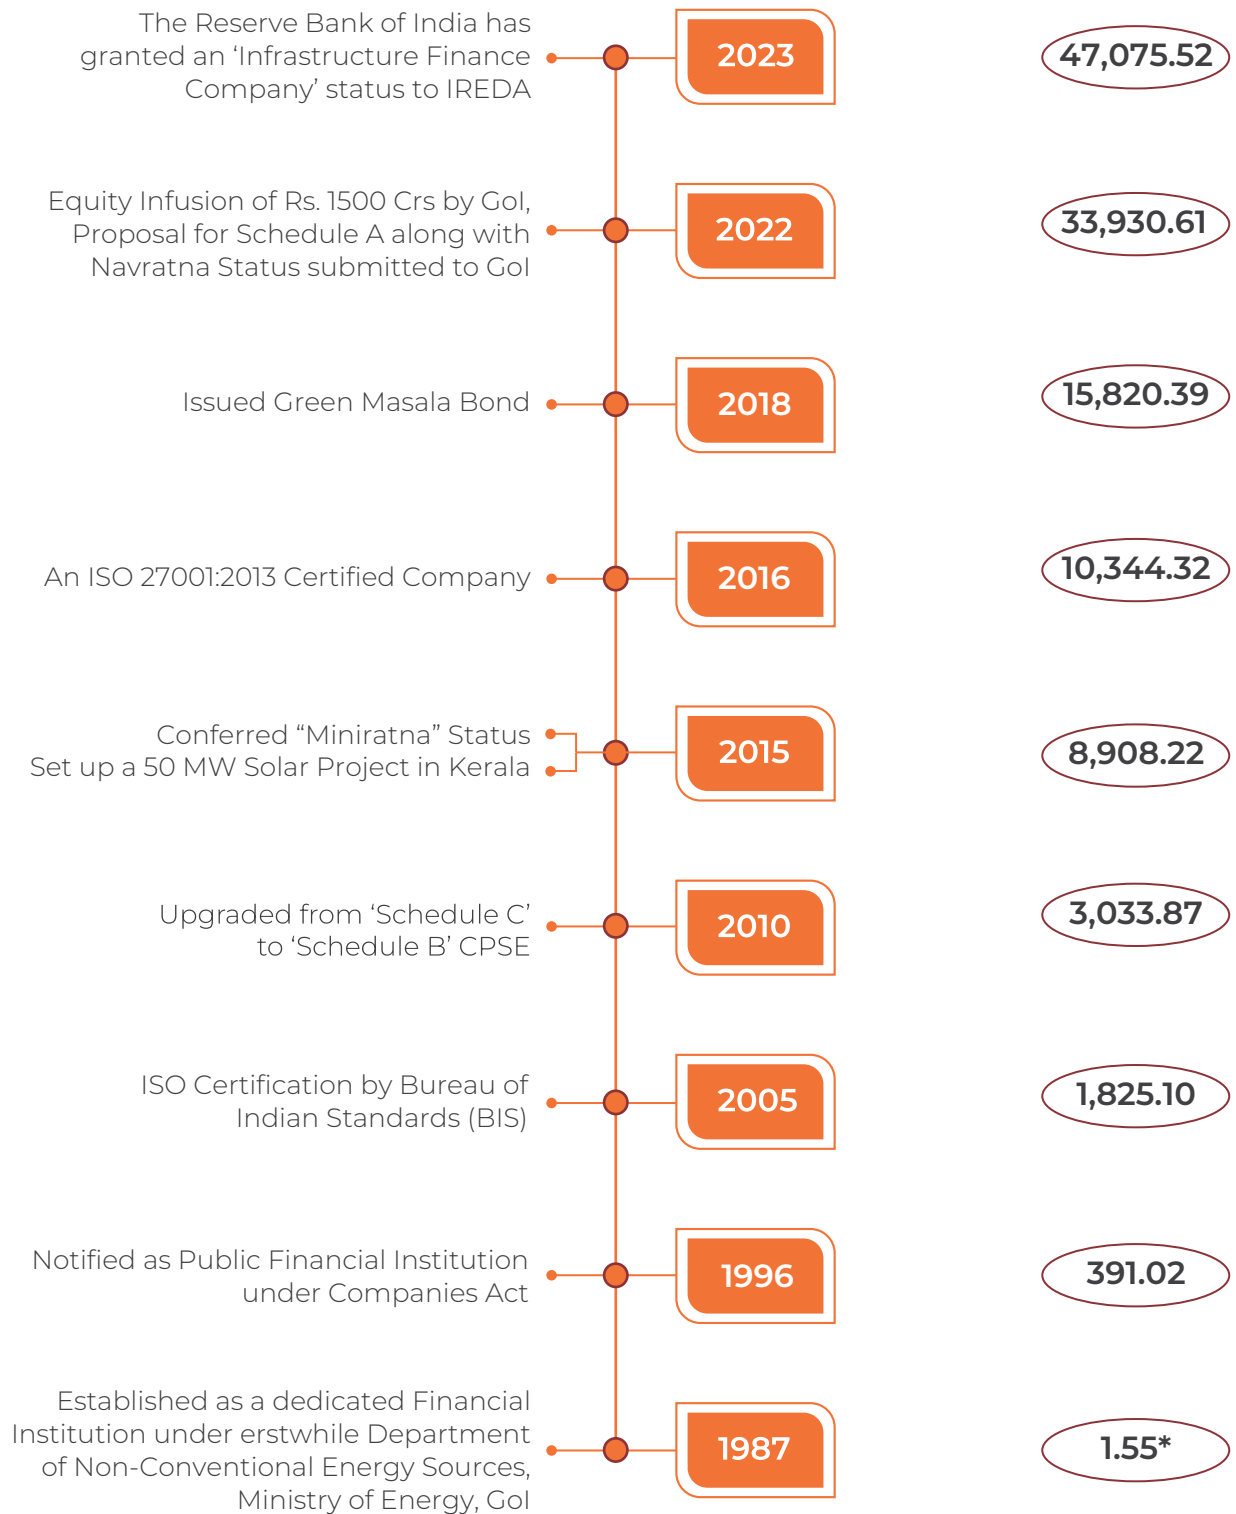 The Reserve Bank of India has
granted an ‘Infrastructure Finance
Company’ status to IREDA
2023
47,075.52
Equity Infusion of Rs. 1500 Crs by GoI,
Proposal for Schedule A along with
Navratna Status submitted to GoI
2022
33,930.61
Issued Green Masala Bond
2018
15,820.39
An ISO 27001:2013 Certified Company
2016
10,344.32
Conferred “Miniratna” Status
Set up a 50 MW Solar Project in Kerala
2015
8,908.22
Upgraded from ‘Schedule C’
to ‘Schedule B’ CPSE
2010
3,033.87
ISO Certification by Bureau of
Indian Standards (BIS)
2005
1,825.10
Notified as Public Financial Institution
under Companies Act
1996
391.02
Established as a dedicated Financial
Institution under erstwhile Department
of Non-Conventional Energy Sources,
Ministry of Energy, GoI
1987
1.55*